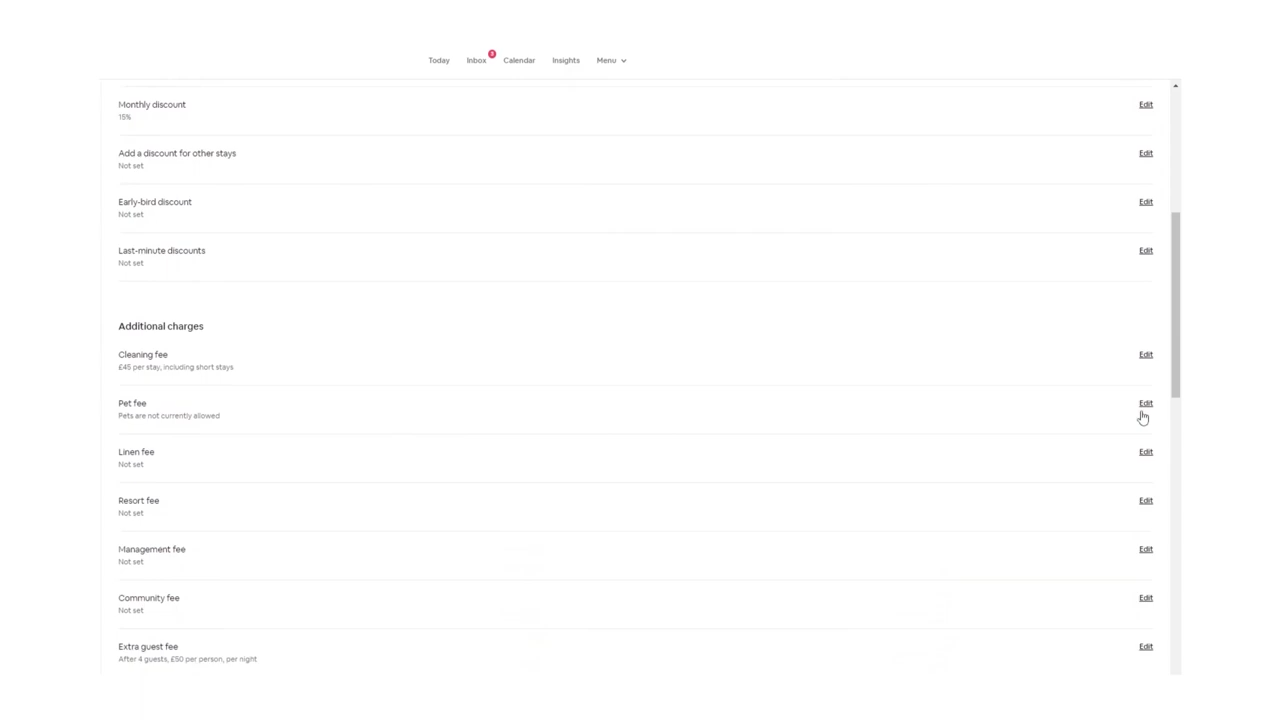 Today Inbox 3 Calendar Insights Menu
Monthly discount Edit
15%
Add a discount for other stays Edit
Not set
Early-bird discount Edit
Not set
Last-minute discounts Edit
Not set
Additional charges
Cleaning fee Edit
£45 per stay, including short stays
Pet fee Edit
Pets are not currently allowed
Linen fee Edit
Not set
Resort fee Edit
Not set
Management fee Edit
Not set
Community fee Edit
Not set
Extra guest fee Edit
After 4 guests, £50 per person, per night